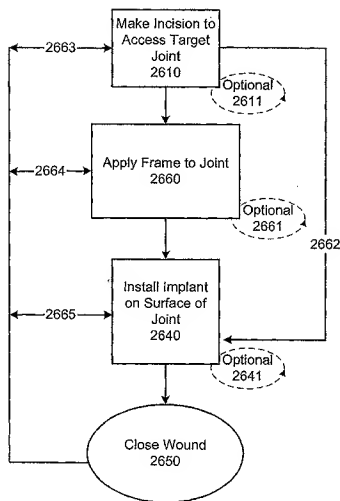 Make Incision to
Access Target
Joint
2610
2663
Optional
2611
Apply Frame to Joint
2660
2664
Optional
2661
2662
Install Implant
on Surface of
Joint
2640
2665
Optional
2641
Close Wound
2650